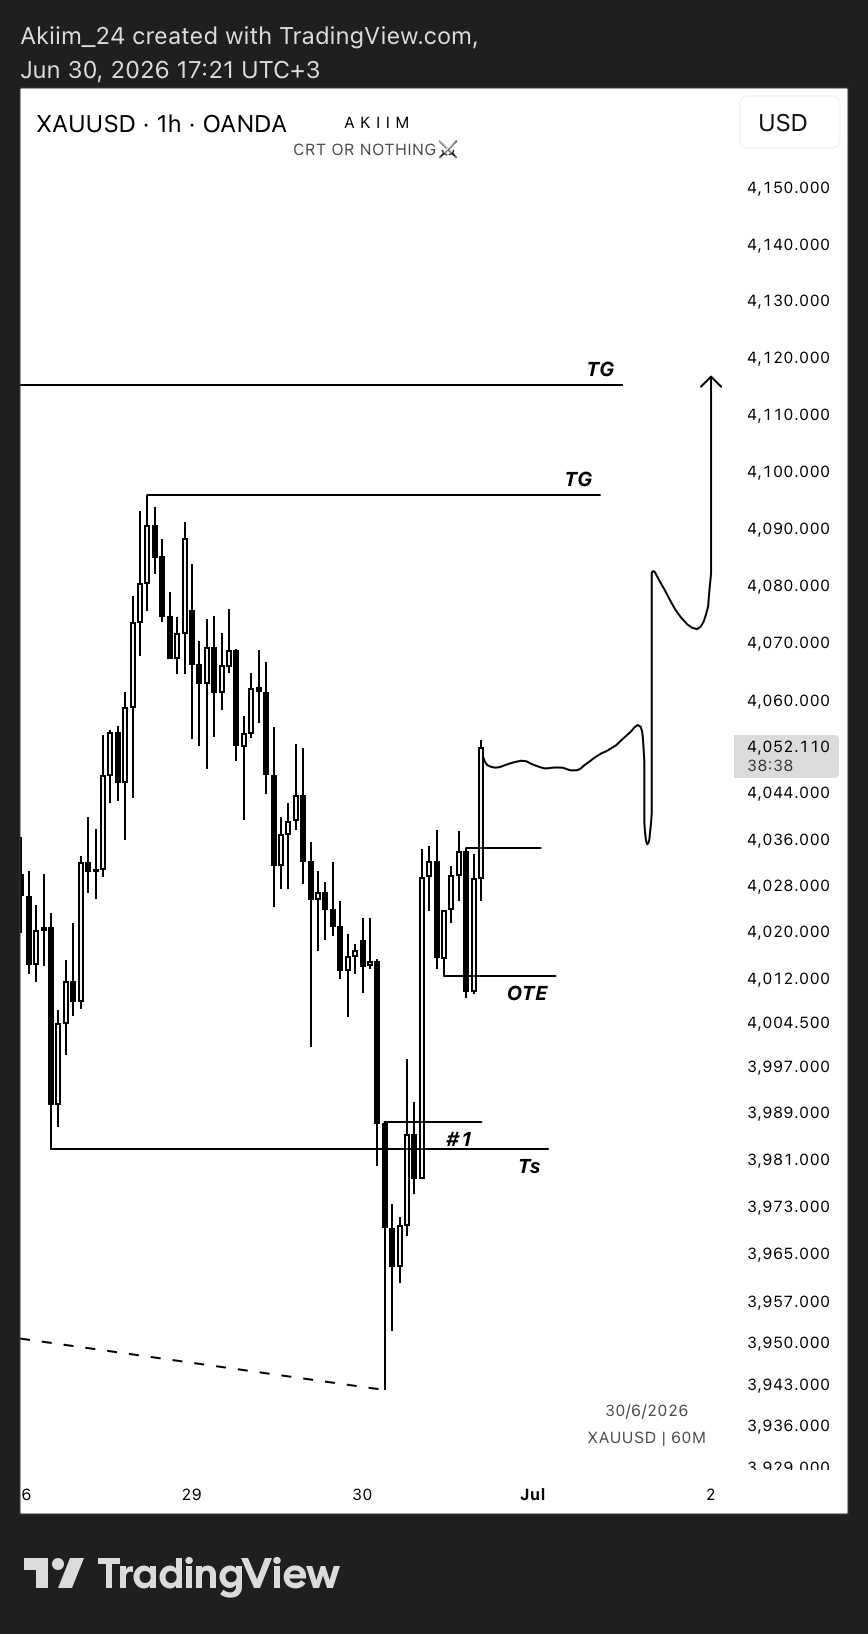 Akiim_24 created with TradingView.com,
Jun 30, 2026 17:21 UTC+3
XAUUSD · 1h · OANDA
A K I I M
CRT OR NOTHING⚔
USD
4,150.000
4,140.000
4,130.000
4,120.000
TG
4,110.000
4,100.000
TG
4,090.000
4,080.000
4,070.000
4,060.000
4,052.110
38:38
4,044.000
4,036.000
4,028.000
4,020.000
4,012.000
OTE
4,004.500
3,997.000
3,989.000
#1
3,981.000
Ts
3,973.000
3,965.000
3,957.000
3,950.000
3,943.000
30/6/2026
3,936.000
XAUUSD | 60M
3,929.000
6 29 30 Jul 2
TradingView